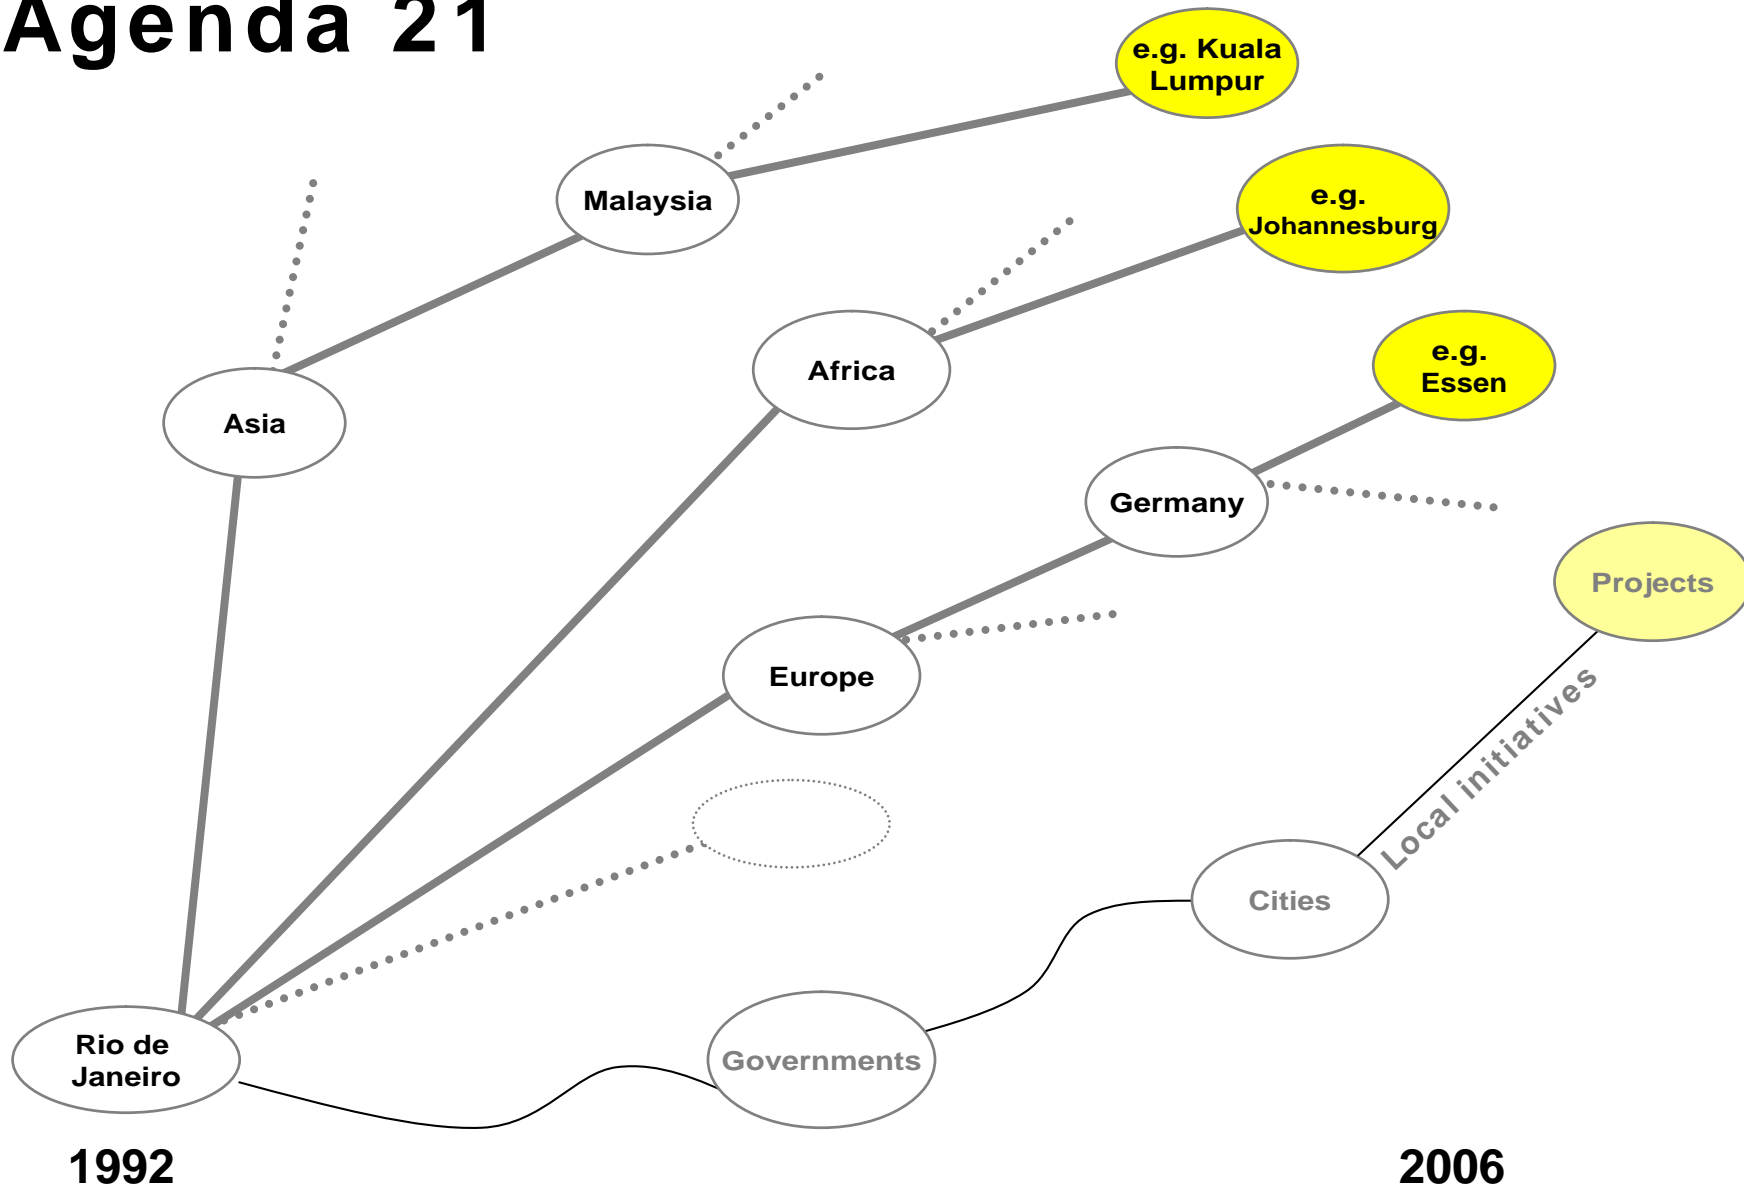 Agenda 21
e.g. Kuala
Lumpur
Malaysia
e.g.
Johannesburg
Africa
e.g.
Essen
Asia
Germany
Projects
Europe
Local initiatives
Cities
Rio de
Janeiro
Governments
1992
2006